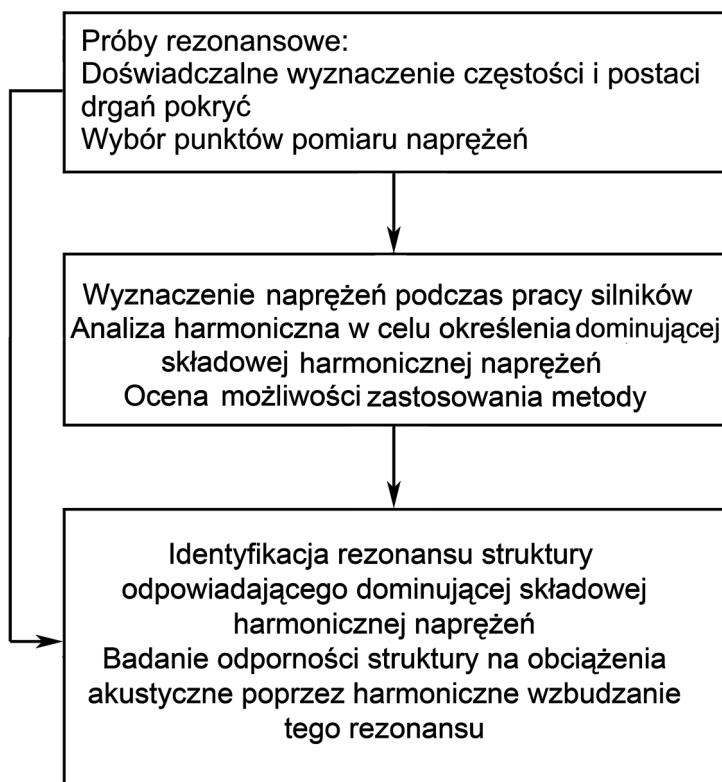 Próby rezonansowe:
Doświadczalne wyznaczenie częstości i postaci
drgań pokryć
Wybór punktów pomiaru naprężeń
Wyznaczenie naprężeń podczas pracy silników
Analiza harmoniczna w celu określenia dominującej
składowej harmonicznej naprężeń
Ocena możliwości zastosowania metody
Identyfikacja rezonansu struktury
odpowiadającego dominującej składowej
harmonicznej naprężeń
Badanie odporności struktury na obciążenia
akustyczne poprzez harmoniczne wzbudzanie
tego rezonansu